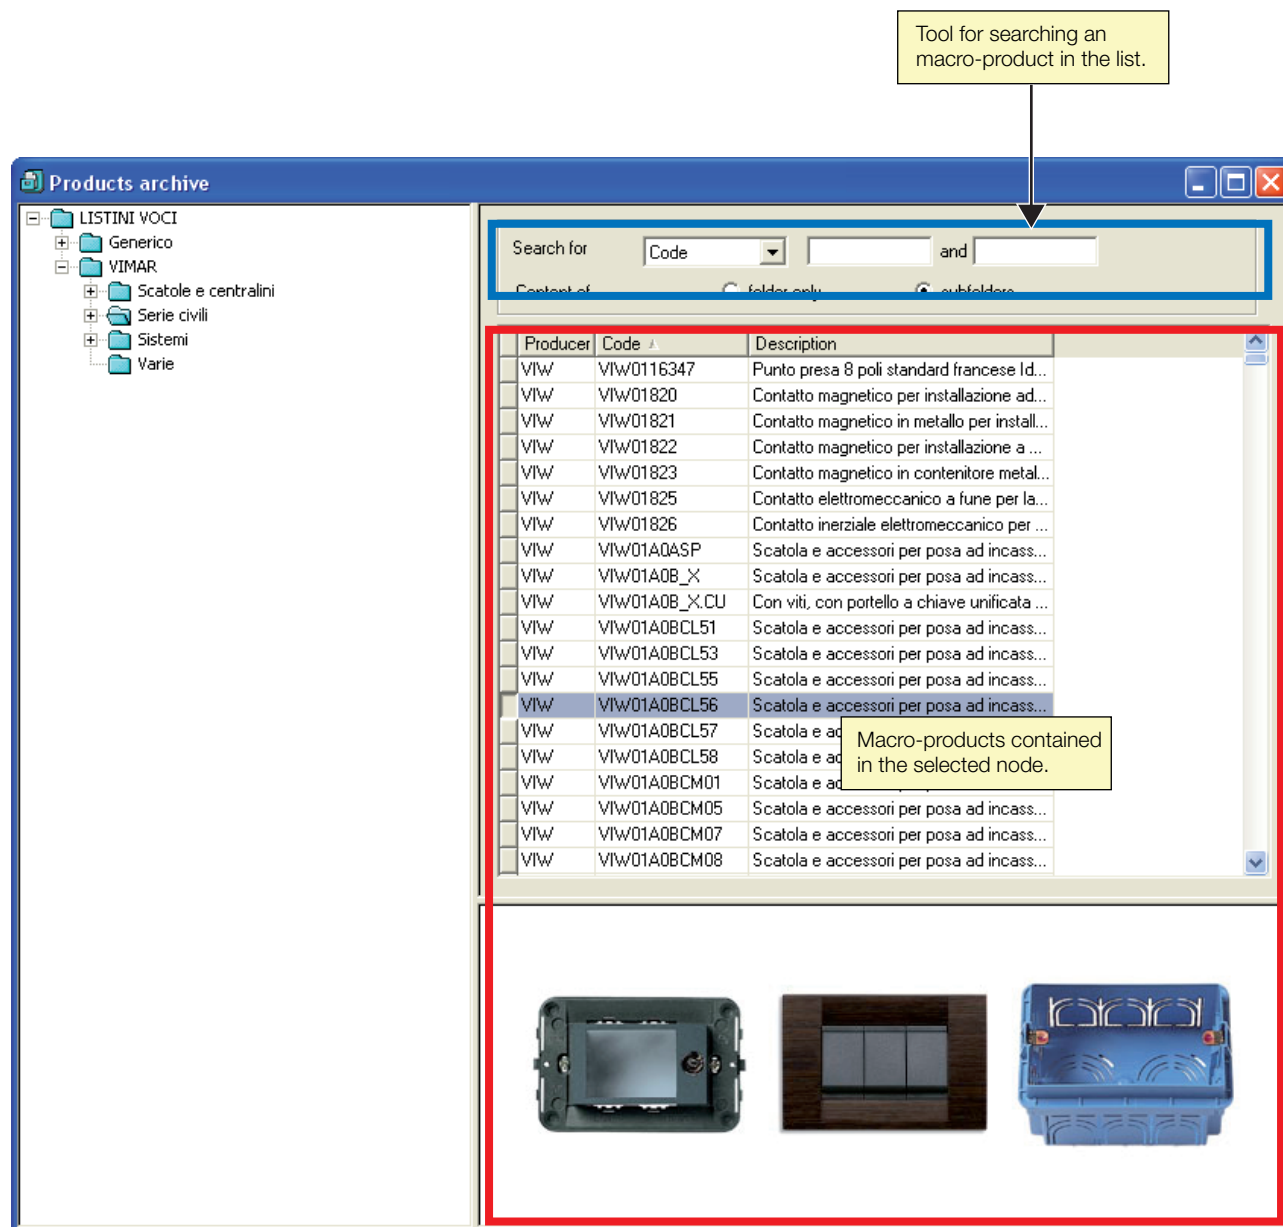 Tool for searching an
macro-product in the list.
Products archive
LISTINI VOCI
Generico
VIMAR
Scatole e centralini
Serie civili
Sistemi
Varie
Search for Code and
Content of folder only subfolders
Producer Code Description
VIW VIW0116347 Punto presa 8 poli standard francese Id...
VIW VIW01820 Contatto magnetico per installazione ad...
VIW VIW01821 Contatto magnetico in metallo per install...
VIW VIW01822 Contatto magnetico per installazione a ...
VIW VIW01823 Contatto magnetico in contenitore metal...
VIW VIW01825 Contatto elettromeccanico a fune per la...
VIW VIW01826 Contatto inerziale elettromeccanico per ...
VIW VIW01A0ASP Scatola e accessori per posa ad incass...
VIW VIW01A0B_X Scatola e accessori per posa ad incass...
VIW VIW01A0B_X.CU Con viti, con portello a chiave unificata ...
VIW VIW01A0BCL51 Scatola e accessori per posa ad incass...
VIW VIW01A0BCL53 Scatola e accessori per posa ad incass...
VIW VIW01A0BCL55 Scatola e accessori per posa ad incass...
VIW VIW01A0BCL56 Scatola e accessori per posa ad incass...
VIW VIW01A0BCL57 Scatola e
VIW VIW01A0BCL58 Scatola e
VIW VIW01A0BCM01 Scatola e
Macro-products contained
in the selected node.
VIW VIW01A0BCM05 Scatola e accessori per posa ad incass...
VIW VIW01A0BCM07 Scatola e accessori per posa ad incass...
VIW VIW01A0BCM08 Scatola e accessori per posa ad incass...